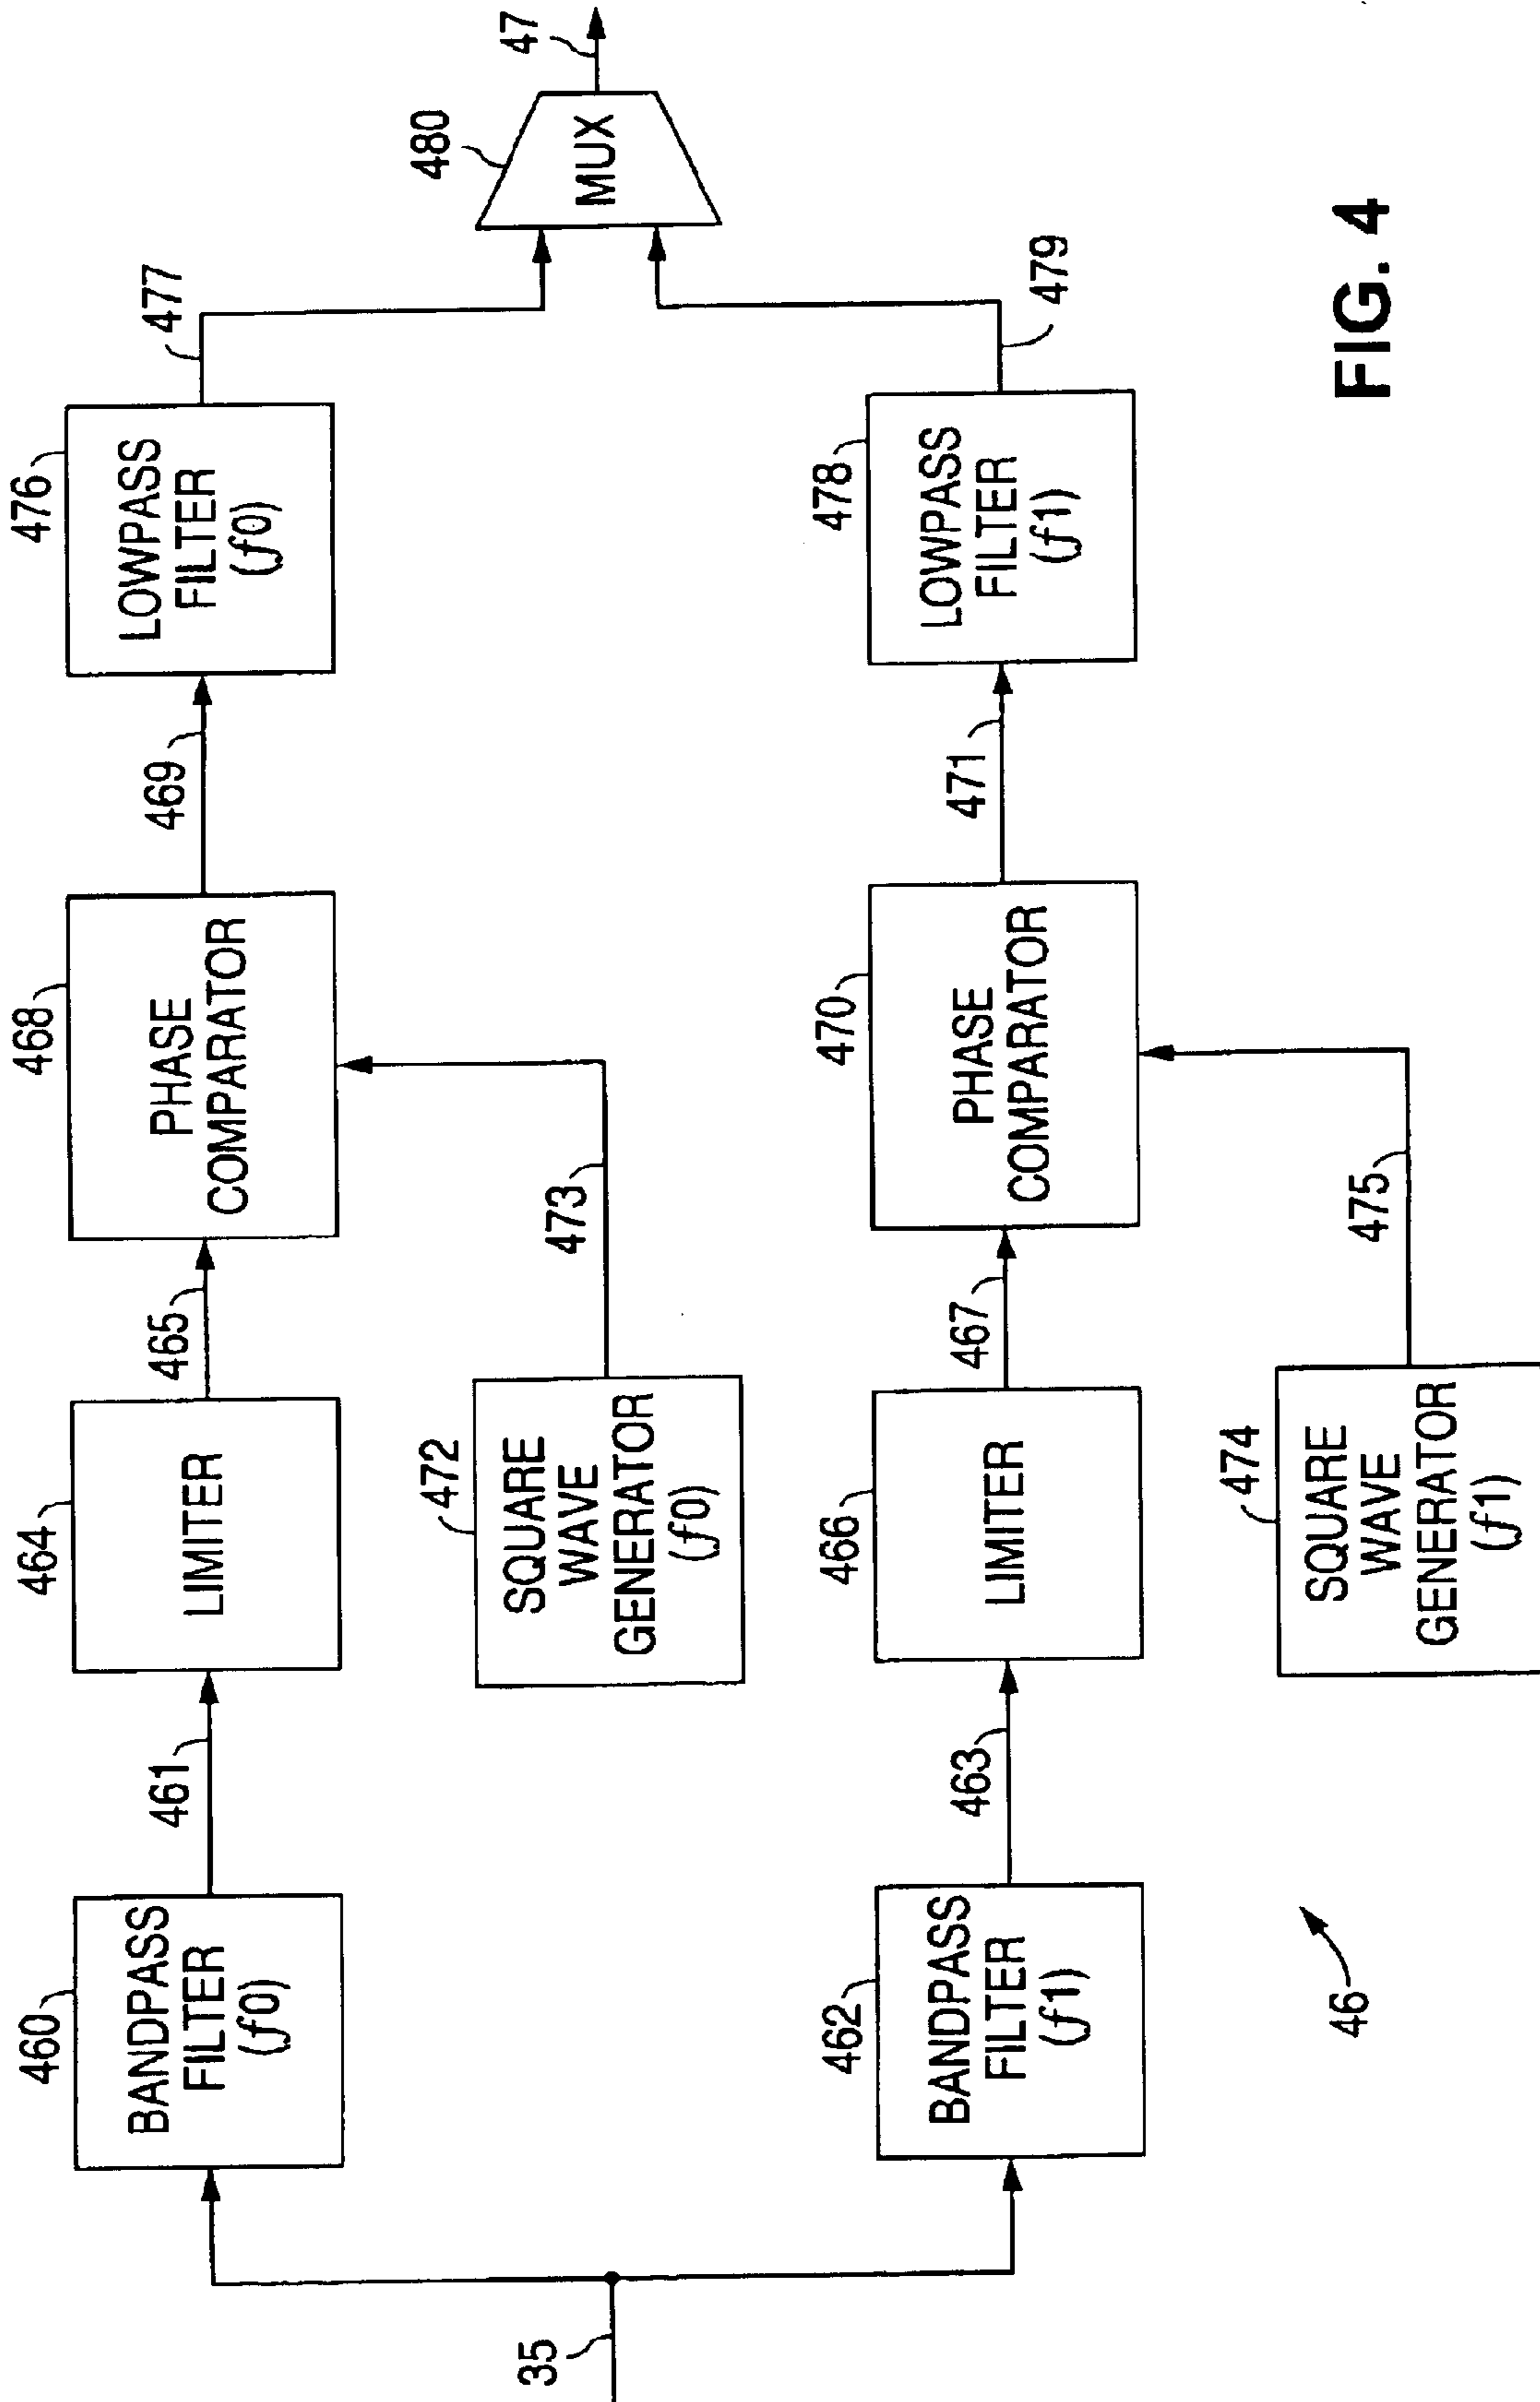 460
BANDPASS
FILTER
(f0)
461
464
LIMITER
465
468
PHASE
COMPARATOR
469
476
LOWPASS
FILTER
(f0)
477
472
SQUARE
WAVE
GENERATOR
(f0)
473
35
480
MUX
47
462
BANDPASS
FILTER
(f1)
463
466
LIMITER
467
470
PHASE
COMPARATOR
471
478
LOWPASS
FILTER
(f1)
479
474
SQUARE
WAVE
GENERATOR
(f1)
475
46
FIG. 4